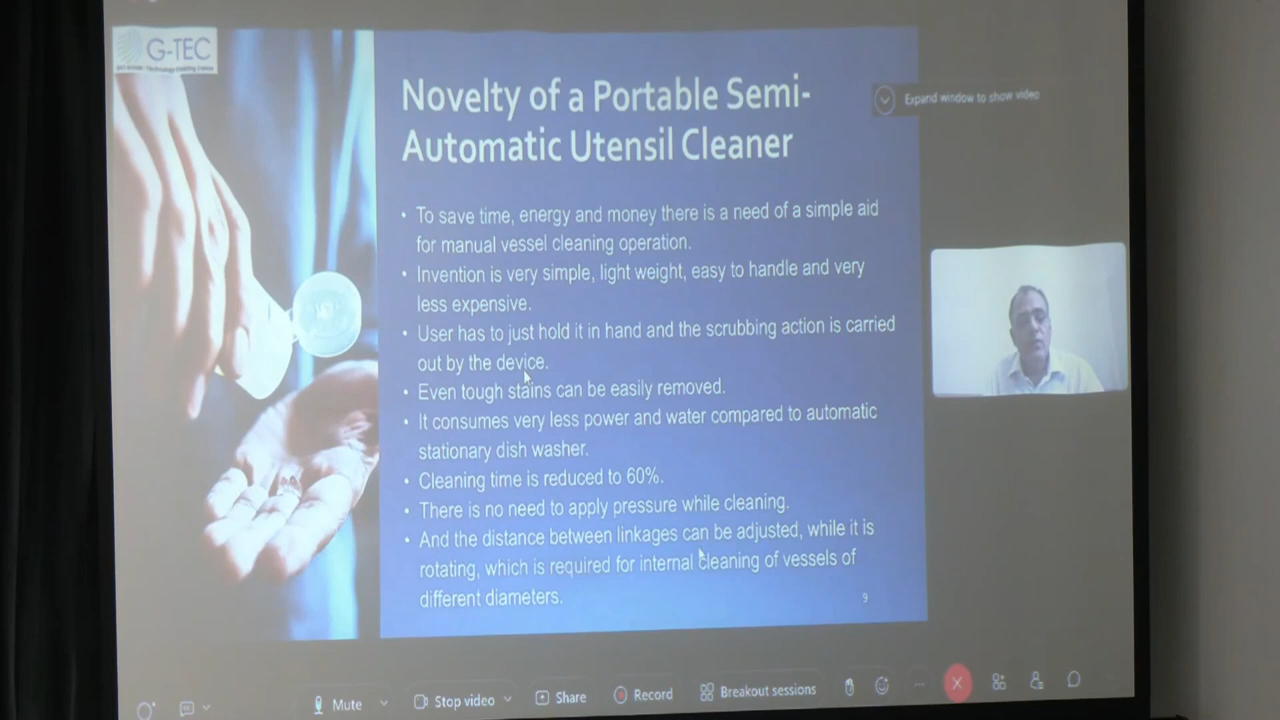 G-TEC
Novelty of a Portable Semi-
Automatic Utensil Cleaner
Expand window to show video
• To save time, energy and money there is a need of a simple aid
for manual vessel cleaning operation.
• Invention is very simple, light weight, easy to handle and very
less expensive.
• User has to just hold it in hand and the scrubbing action is carried
out by the device.
• Even tough stains can be easily removed.
• It consumes very less power and water compared to automatic
stationary dish washer.
• Cleaning time is reduced to 60%.
• There is no need to apply pressure while cleaning.
• And the distance between linkages can be adjusted, while it is
rotating, which is required for internal cleaning of vessels of
different diameters.
9
Mute Stop video Share Record Breakout sessions